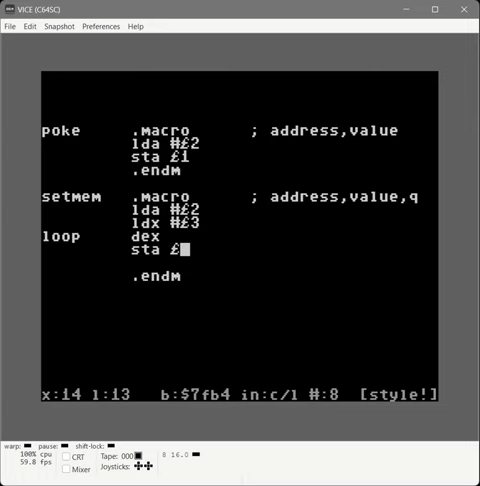 VICE (C64SC)
File Edit Snapshot Preferences Help
poke .macro ; address,value
lda #£2
sta £1
.endm
setmem .macro ; address,value,q
lda #£2
ldx #£3
loop dex
sta £
.endm
x:14 l:13 b:$7fb4 in:c/l #:8 [style!]
warp: pause: shift-lock:
100% cpu
59.8 fps
CRT
Mixer
Tape: 000
Joysticks:
8 16.0